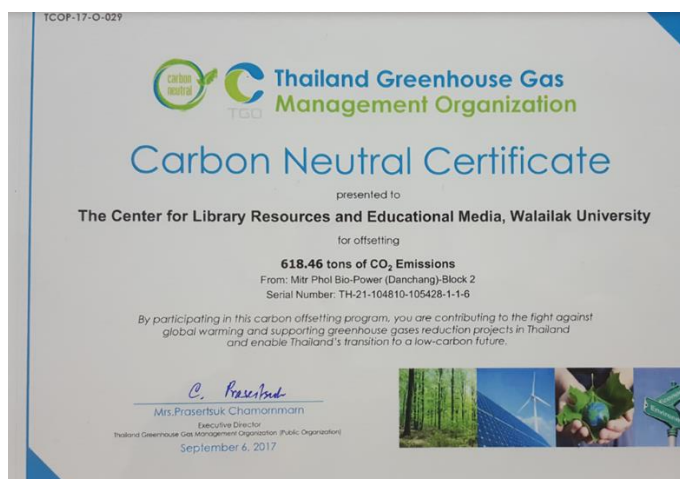 TCOP-17-O-029
carbon
neutral
TGO
Thailand Greenhouse Gas
Management Organization
Carbon Neutral Certificate
presented to
The Center for Library Resources and Educational Media, Walailak University
for offsetting
618.46 tons of CO₂ Emissions
From: Mitr Phol Bio-Power (Danchang)-Block 2
Serial Number: TH-21-104810-105428-1-1-6
By participating in this carbon offsetting program, you are contributing to the fight against
global warming and supporting greenhouse gases reduction projects in Thailand
and enable Thailand's transition to a low-carbon future.
C. Prasertsuk
Mrs.Prasertsuk Chamornmarn
Executive Director
Thailand Greenhouse Gas Management Organization (Public Organization)
September 6, 2017